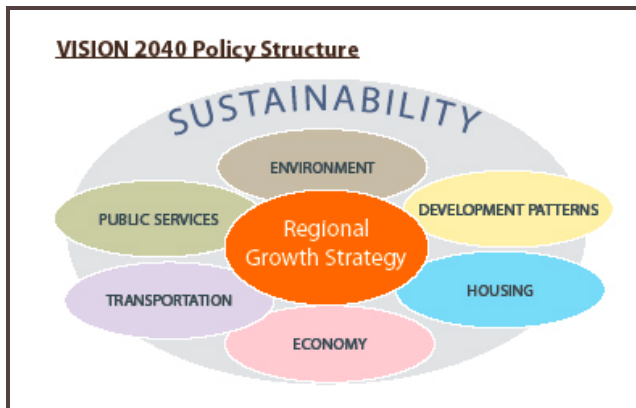 VISION 2040 Policy Structure
SUSTAINABILITY
ENVIRONMENT
PUBLIC SERVICES
DEVELOPMENT PATTERNS
Regional
Growth Strategy
TRANSPORTATION
HOUSING
ECONOMY